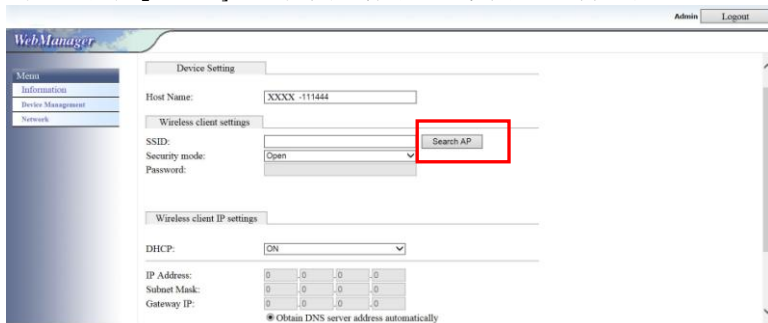 Admin Logout
WebManager
Menu
Information
Device Management
Network
Device Setting
Host Name: XXXX -111444
Wireless client settings
SSID: Search AP
Security mode: Open
Password:
Wireless client IP settings
DHCP: ON
IP Address: 0 .0 .0 .0
Subnet Mask: 0 .0 .0 .0
Gateway IP: 0 .0 .0 .0
Obtain DNS server address automatically